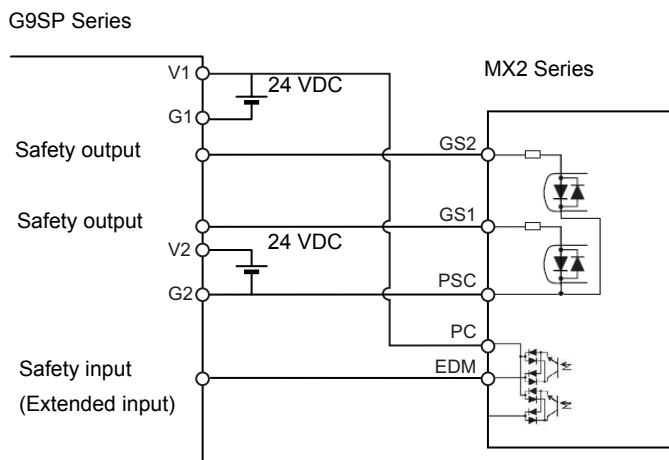 G9SP Series
MX2 Series
V1
24 VDC
G1
Safety output
GS2
Safety output
GS1
V2
24 VDC
G2
PSC
PC
EDM
Safety input
(Extended input)